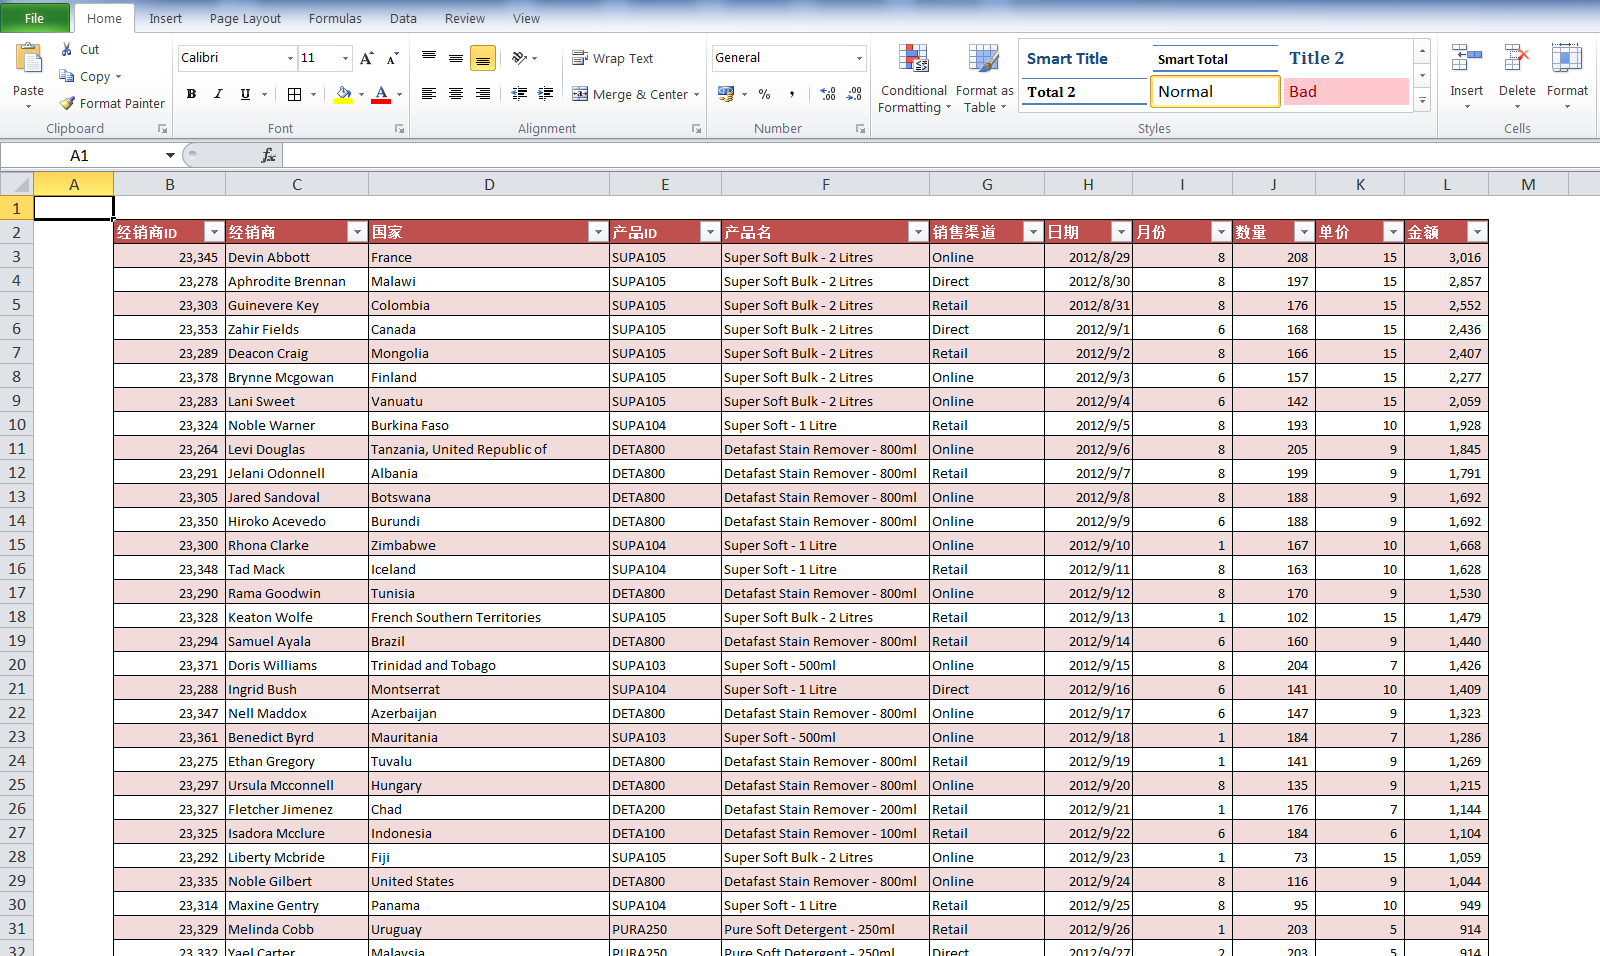 File Home Insert Page Layout Formulas Data Review View
Cut
Copy
Paste Format Painter
Clipboard
Calibri 11
B I U A
Font
Wrap Text
Merge & Center
Alignment
General
% ,
Number
Conditional Formatting Format as Table
Smart Title Smart Total Title 2
Total 2 Normal Bad
Styles
Insert Delete Format
Cells
A1 fx
A B C D E F G H I J K L M
1
2 经销商ID 经销商 国家 产品ID 产品名 销售渠道 日期 月份 数量 单价 金额
3 23,345 Devin Abbott France SUPA105 Super Soft Bulk - 2 Litres Online 2012/8/29 8 208 15 3,016
4 23,278 Aphrodite Brennan Malawi SUPA105 Super Soft Bulk - 2 Litres Direct 2012/8/30 8 197 15 2,857
5 23,303 Guinevere Key Colombia SUPA105 Super Soft Bulk - 2 Litres Retail 2012/8/31 8 176 15 2,552
6 23,353 Zahir Fields Canada SUPA105 Super Soft Bulk - 2 Litres Direct 2012/9/1 6 168 15 2,436
7 23,289 Deacon Craig Mongolia SUPA105 Super Soft Bulk - 2 Litres Retail 2012/9/2 8 166 15 2,407
8 23,378 Brynne Mcgowan Finland SUPA105 Super Soft Bulk - 2 Litres Online 2012/9/3 6 157 15 2,277
9 23,283 Lani Sweet Vanuatu SUPA105 Super Soft Bulk - 2 Litres Online 2012/9/4 6 142 15 2,059
10 23,324 Noble Warner Burkina Faso SUPA104 Super Soft - 1 Litre Retail 2012/9/5 8 193 10 1,928
11 23,264 Levi Douglas Tanzania, United Republic of DETA800 Detafast Stain Remover - 800ml Online 2012/9/6 8 205 9 1,845
12 23,291 Jelani Odonnell Albania DETA800 Detafast Stain Remover - 800ml Retail 2012/9/7 8 199 9 1,791
13 23,305 Jared Sandoval Botswana DETA800 Detafast Stain Remover - 800ml Online 2012/9/8 8 188 9 1,692
14 23,350 Hiroko Acevedo Burundi DETA800 Detafast Stain Remover - 800ml Online 2012/9/9 6 188 9 1,692
15 23,300 Rhona Clarke Zimbabwe SUPA104 Super Soft - 1 Litre Online 2012/9/10 1 167 10 1,668
16 23,348 Tad Mack Iceland SUPA104 Super Soft - 1 Litre Retail 2012/9/11 8 163 10 1,628
17 23,290 Rama Goodwin Tunisia DETA800 Detafast Stain Remover - 800ml Online 2012/9/12 8 170 9 1,530
18 23,328 Keaton Wolfe French Southern Territories SUPA105 Super Soft Bulk - 2 Litres Retail 2012/9/13 1 102 15 1,479
19 23,294 Samuel Ayala Brazil DETA800 Detafast Stain Remover - 800ml Retail 2012/9/14 6 160 9 1,440
20 23,371 Doris Williams Trinidad and Tobago SUPA103 Super Soft - 500ml Online 2012/9/15 8 204 7 1,426
21 23,288 Ingrid Bush Montserrat SUPA104 Super Soft - 1 Litre Direct 2012/9/16 6 141 10 1,409
22 23,347 Nell Maddox Azerbaijan DETA800 Detafast Stain Remover - 800ml Online 2012/9/17 6 147 9 1,323
23 23,361 Benedict Byrd Mauritania SUPA103 Super Soft - 500ml Online 2012/9/18 1 184 7 1,286
24 23,275 Ethan Gregory Tuvalu DETA800 Detafast Stain Remover - 800ml Retail 2012/9/19 1 141 9 1,269
25 23,297 Ursula Mcconnell Hungary DETA800 Detafast Stain Remover - 800ml Online 2012/9/20 8 135 9 1,215
26 23,327 Fletcher Jimenez Chad DETA200 Detafast Stain Remover - 200ml Retail 2012/9/21 1 176 7 1,144
27 23,325 Isadora Mcclure Indonesia DETA100 Detafast Stain Remover - 100ml Retail 2012/9/22 6 184 6 1,104
28 23,292 Liberty Mcbride Fiji SUPA105 Super Soft Bulk - 2 Litres Online 2012/9/23 1 73 15 1,059
29 23,335 Noble Gilbert United States DETA800 Detafast Stain Remover - 800ml Online 2012/9/24 8 116 9 1,044
30 23,314 Maxine Gentry Panama SUPA104 Super Soft - 1 Litre Retail 2012/9/25 8 95 10 949
31 23,329 Melinda Cobb Uruguay PURA250 Pure Soft Detergent - 250ml Retail 2012/9/26 1 203 5 914
32 23,332 Yael Carter Malaysia PURA250 Pure Soft Detergent - 250ml Direct 2012/9/27 2 203 5 914